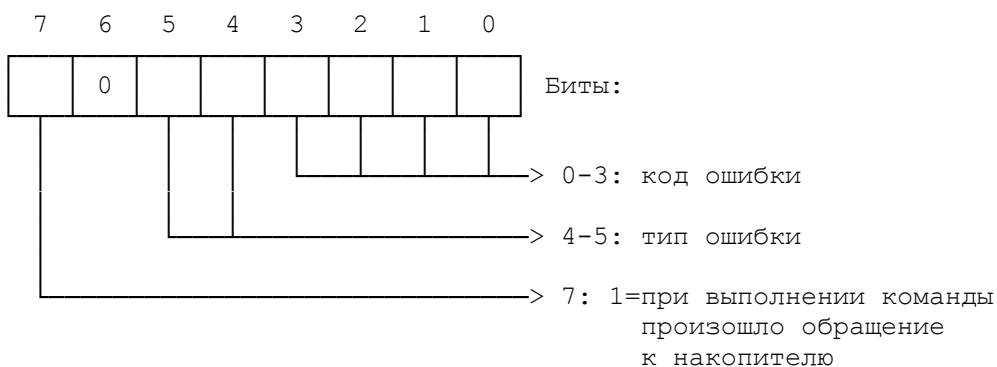 7 6 5 4 3 2 1 0
0 Биты:
> 0-3: код ошибки
> 4-5: тип ошибки
> 7: 1=при выполнении команды
произошло обращение
к накопителю